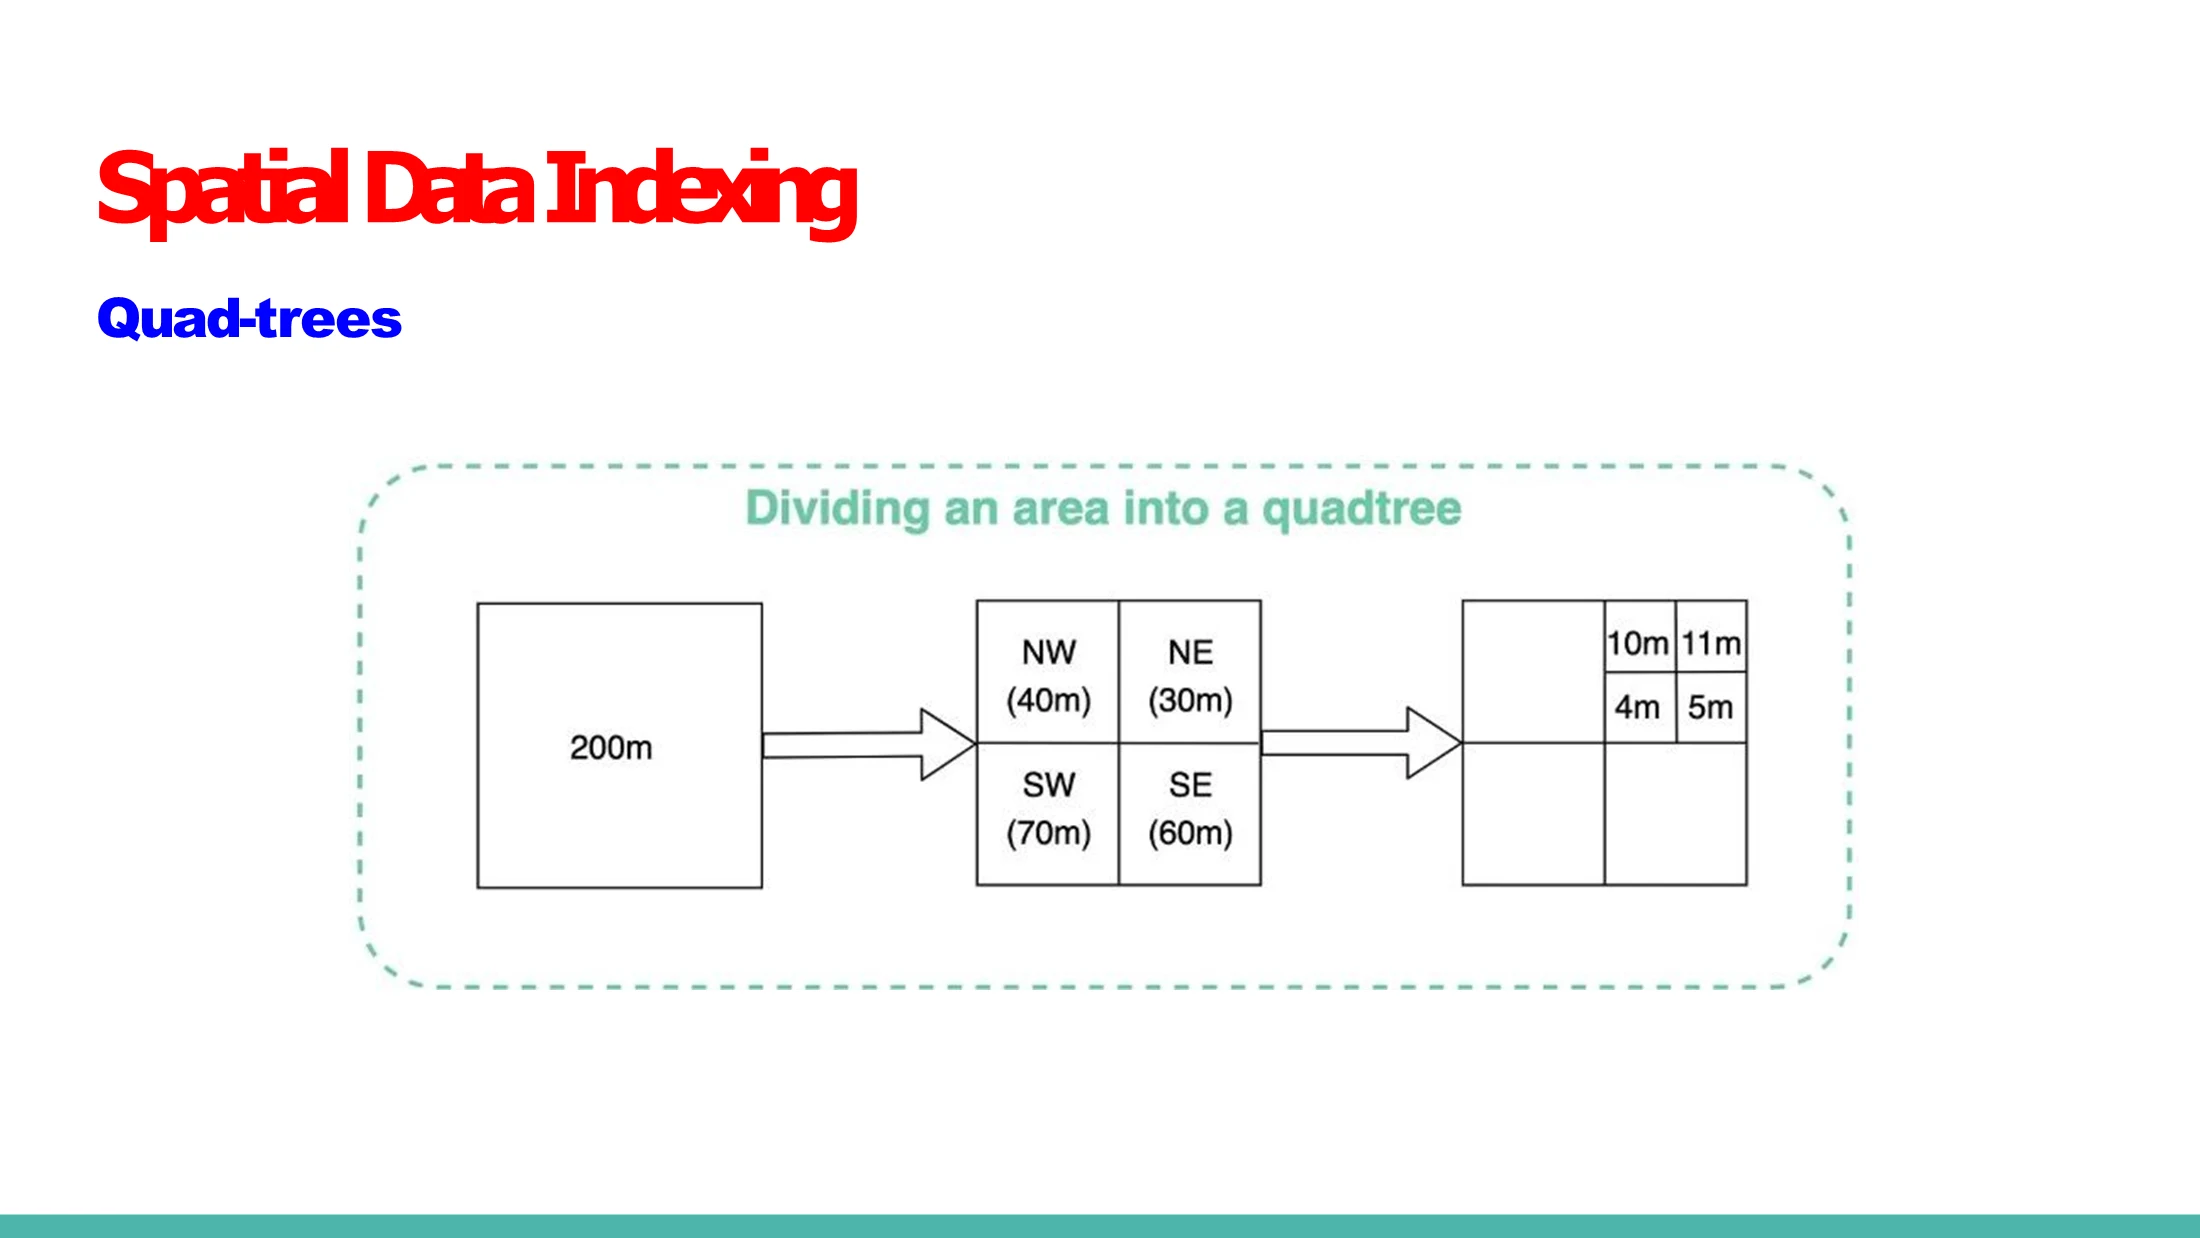 Spatial Data Indexing
Quad-trees
Dividing an area into a quadtree
200m
NW
(40m)
NE
(30m)
SW
(70m)
SE
(60m)
10m
11m
4m
5m